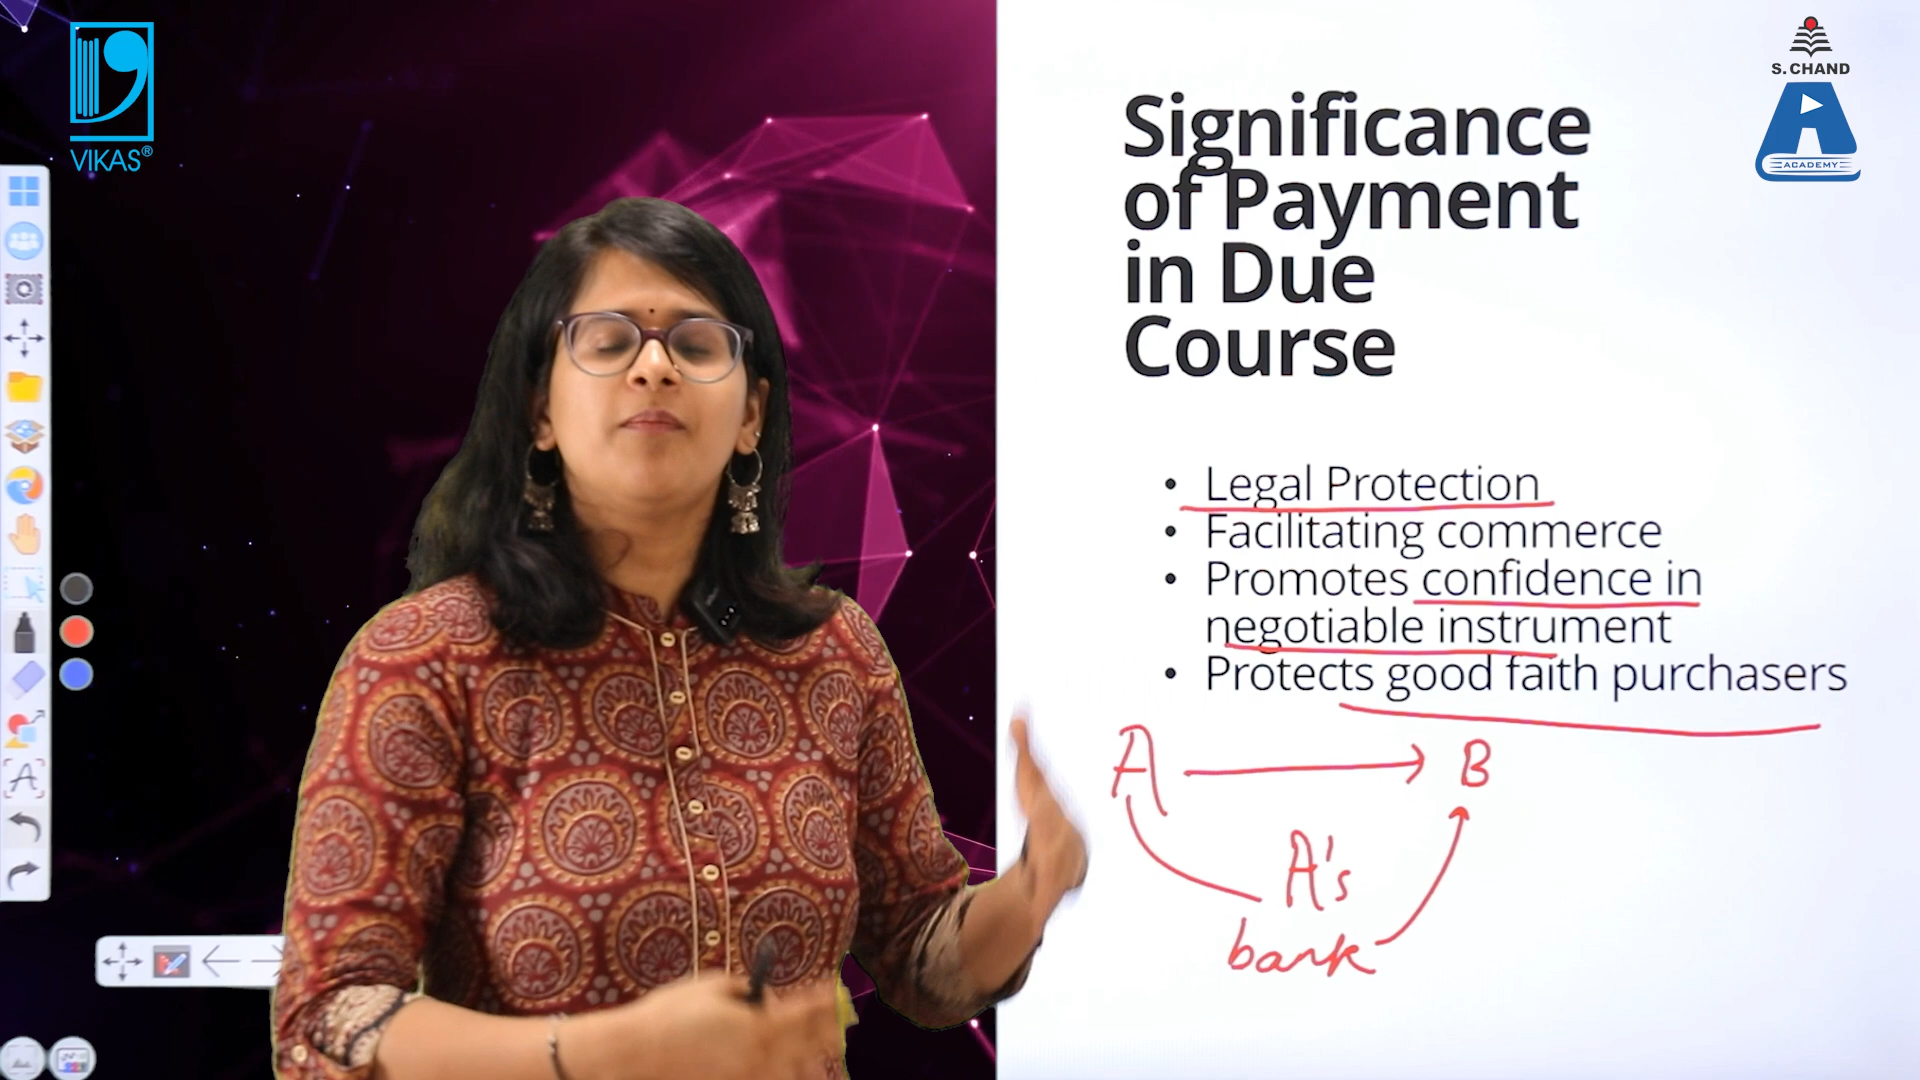 VIKAS®
S. CHAND
ACADEMY
Significance
of Payment
in Due
Course
• Legal Protection
• Facilitating commerce
• Promotes confidence in
negotiable instrument
• Protects good faith purchasers
A B
A's
bank